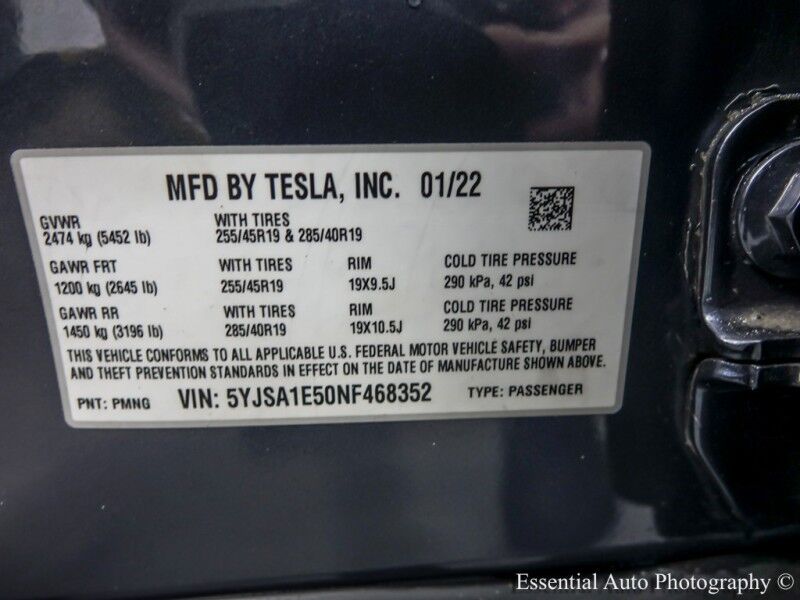 MFD BY TESLA, INC. 01/22
GVWR WITH TIRES
2474 kg (5452 lb) 255/45R19 & 285/40R19
GAWR FRT WITH TIRES RIM COLD TIRE PRESSURE
1200 kg (2645 lb) 255/45R19 19X9.5J 290 kPa, 42 psi
GAWR RR WITH TIRES RIM COLD TIRE PRESSURE
1450 kg (3196 lb) 285/40R19 19X10.5J 290 kPa, 42 psi
THIS VEHICLE CONFORMS TO ALL APPLICABLE U.S. FEDERAL MOTOR VEHICLE SAFETY, BUMPER
AND THEFT PREVENTION STANDARDS IN EFFECT ON THE DATE OF MANUFACTURE SHOWN ABOVE.
PNT: PMNG VIN: 5YJSA1E50NF468352 TYPE: PASSENGER
Essential Auto Photography ©